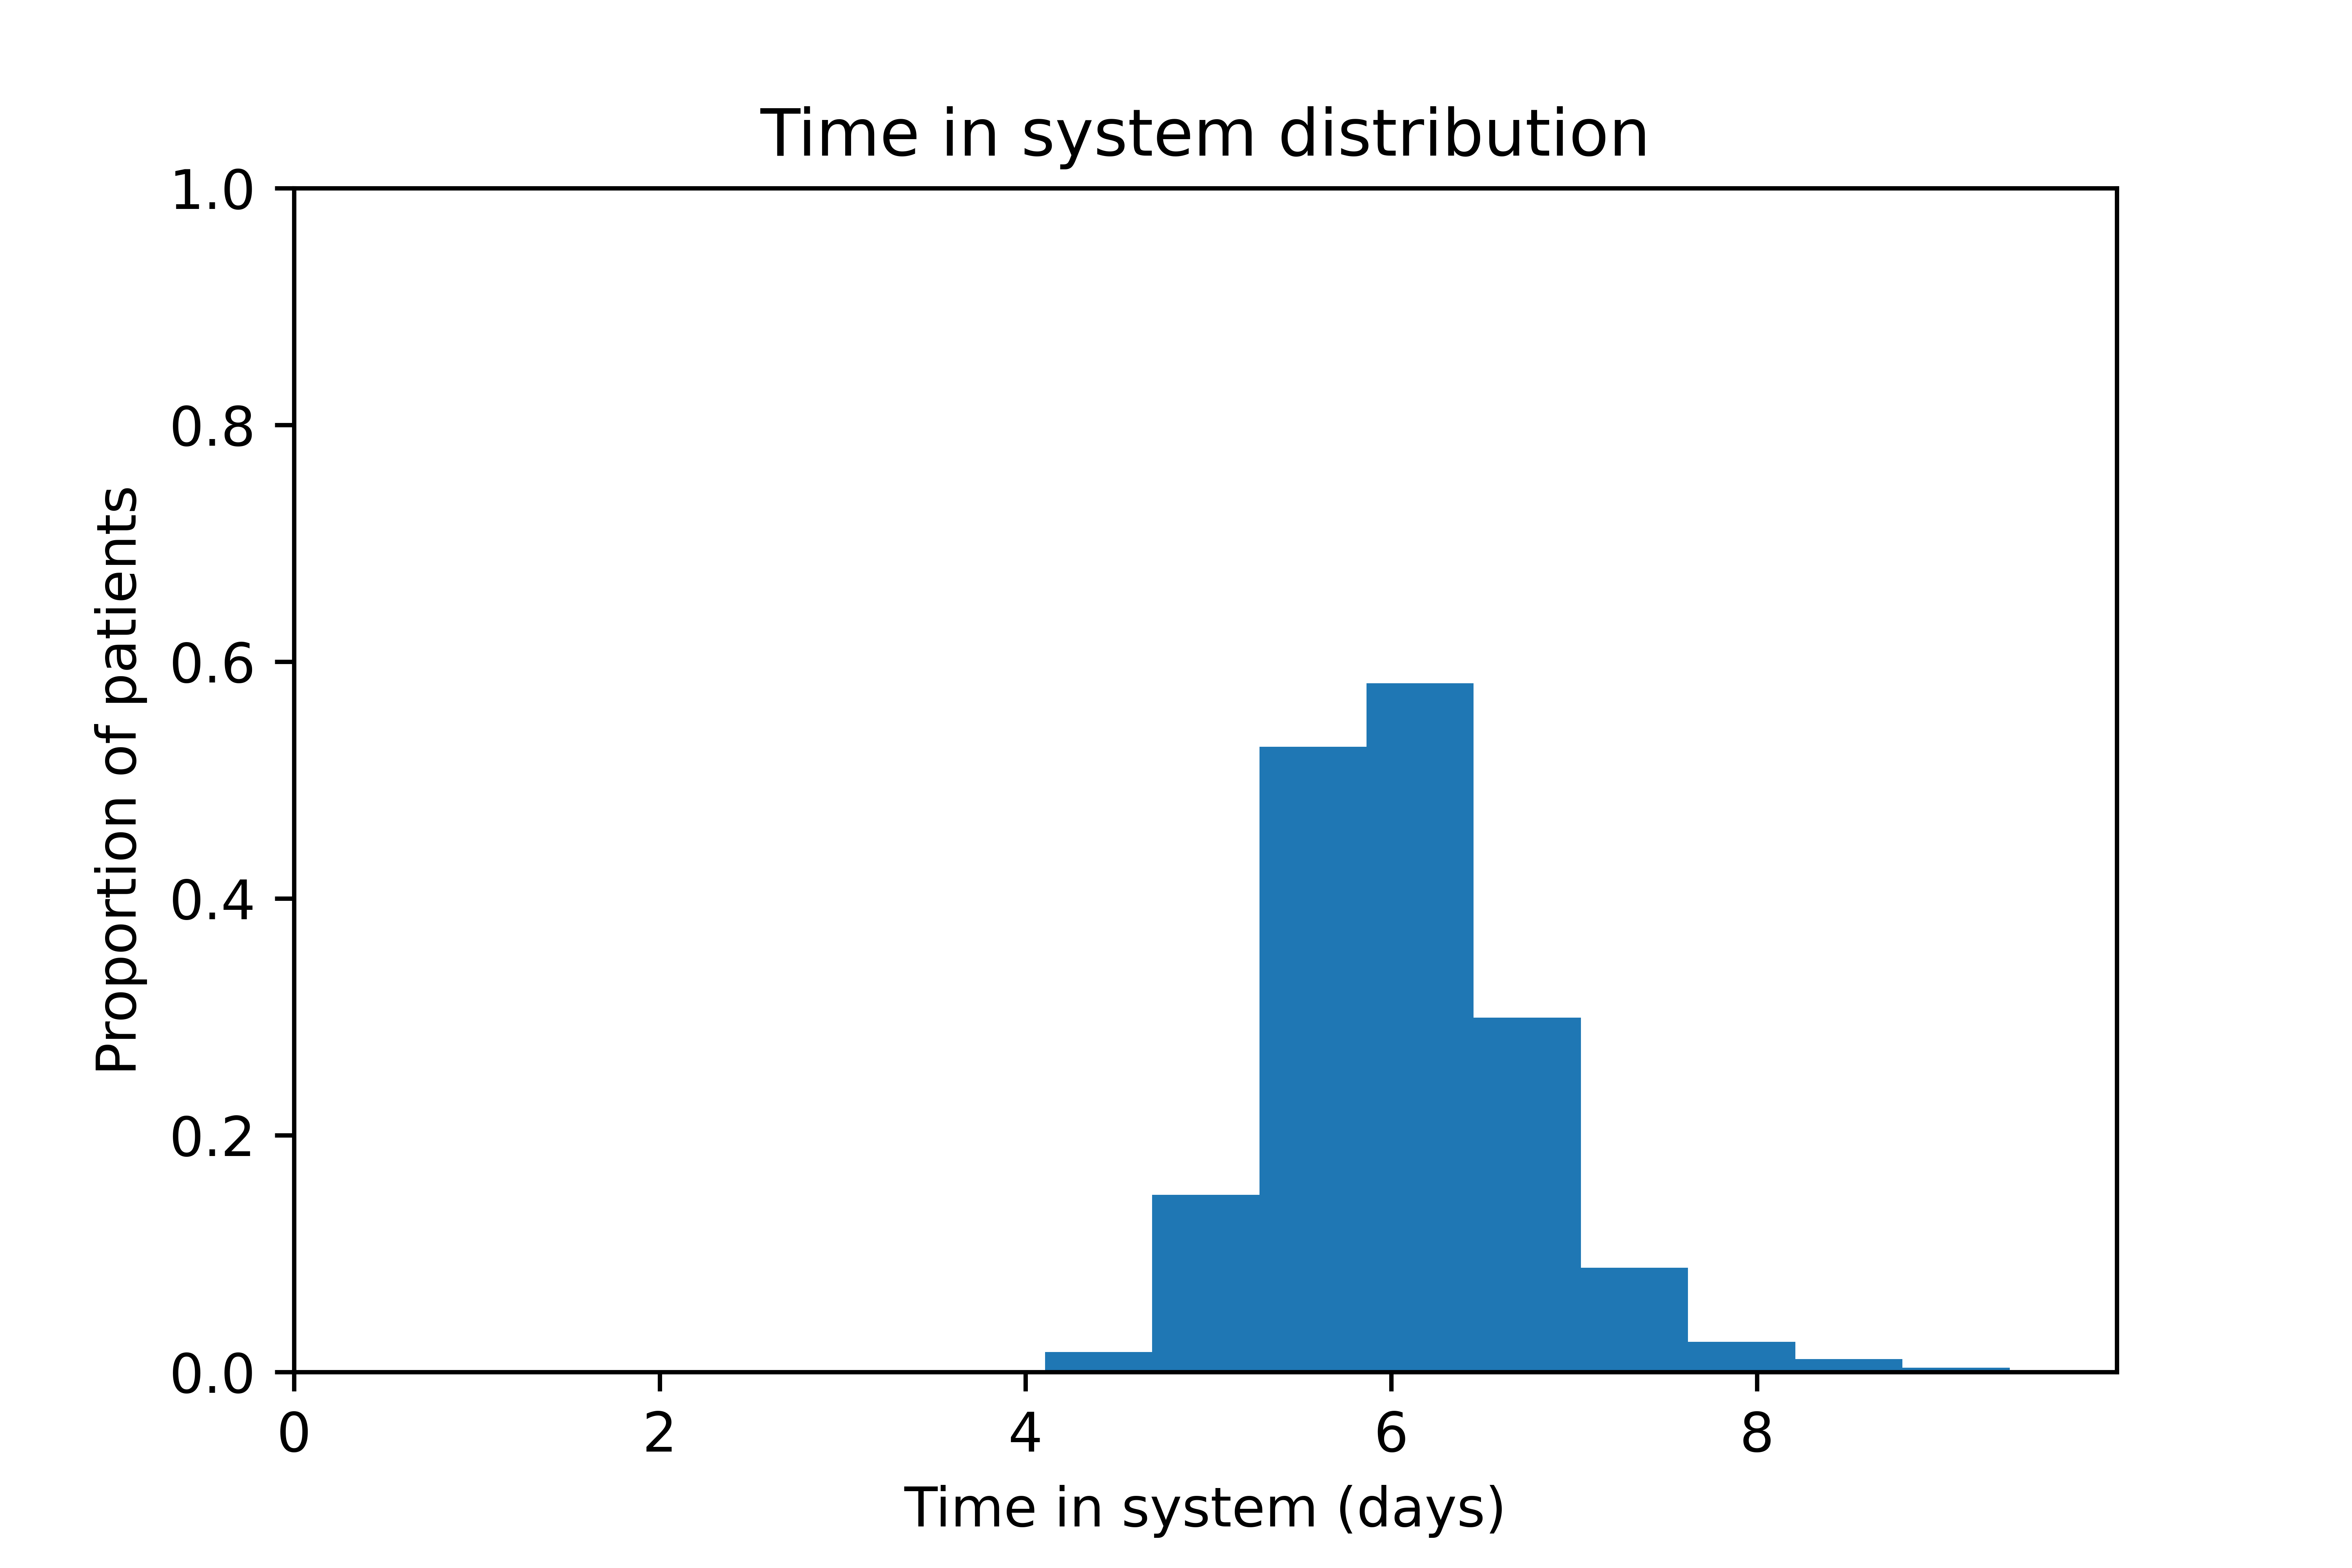 Time in system distribution
1.0
0.8
0.6
0.4
0.2
0.0
Proportion of patients
0 2 4 6 8
Time in system (days)